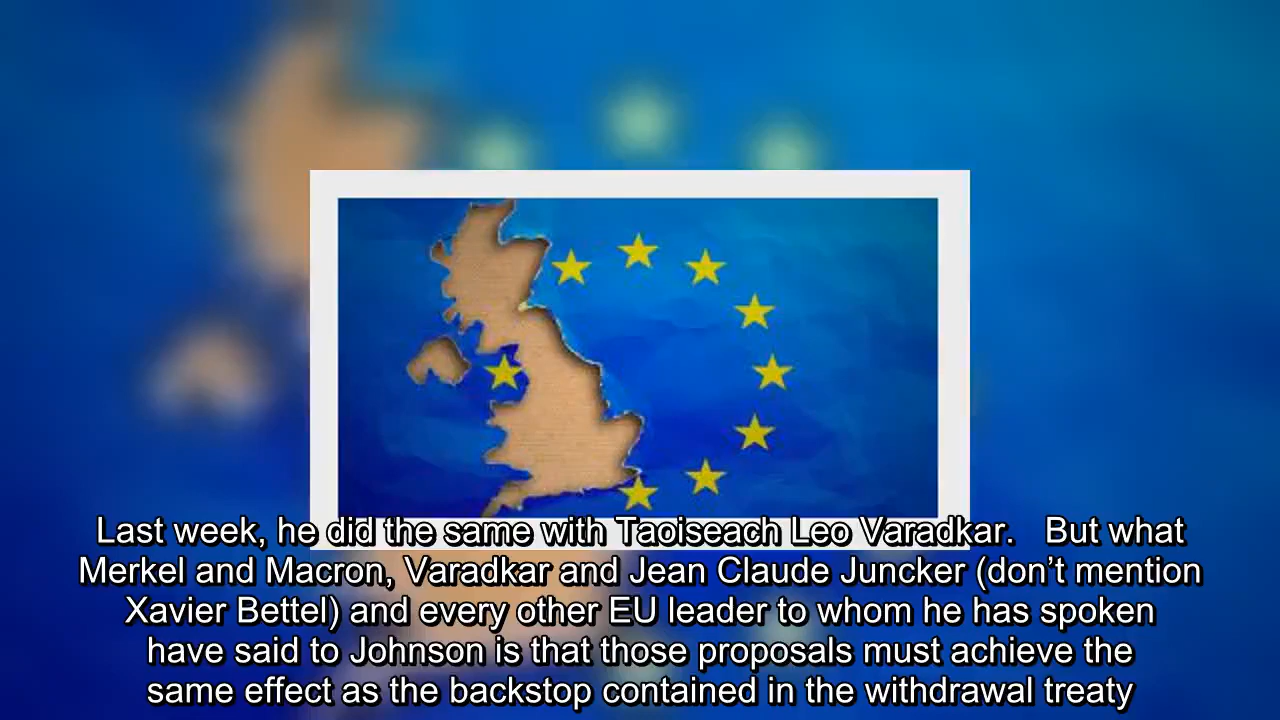 Last week, he did the same with Taoiseach Leo Varadkar.   But what
Merkel and Macron, Varadkar and Jean Claude Juncker (don’t mention
Xavier Bettel) and every other EU leader to whom he has spoken
have said to Johnson is that those proposals must achieve the
same effect as the backstop contained in the withdrawal treaty